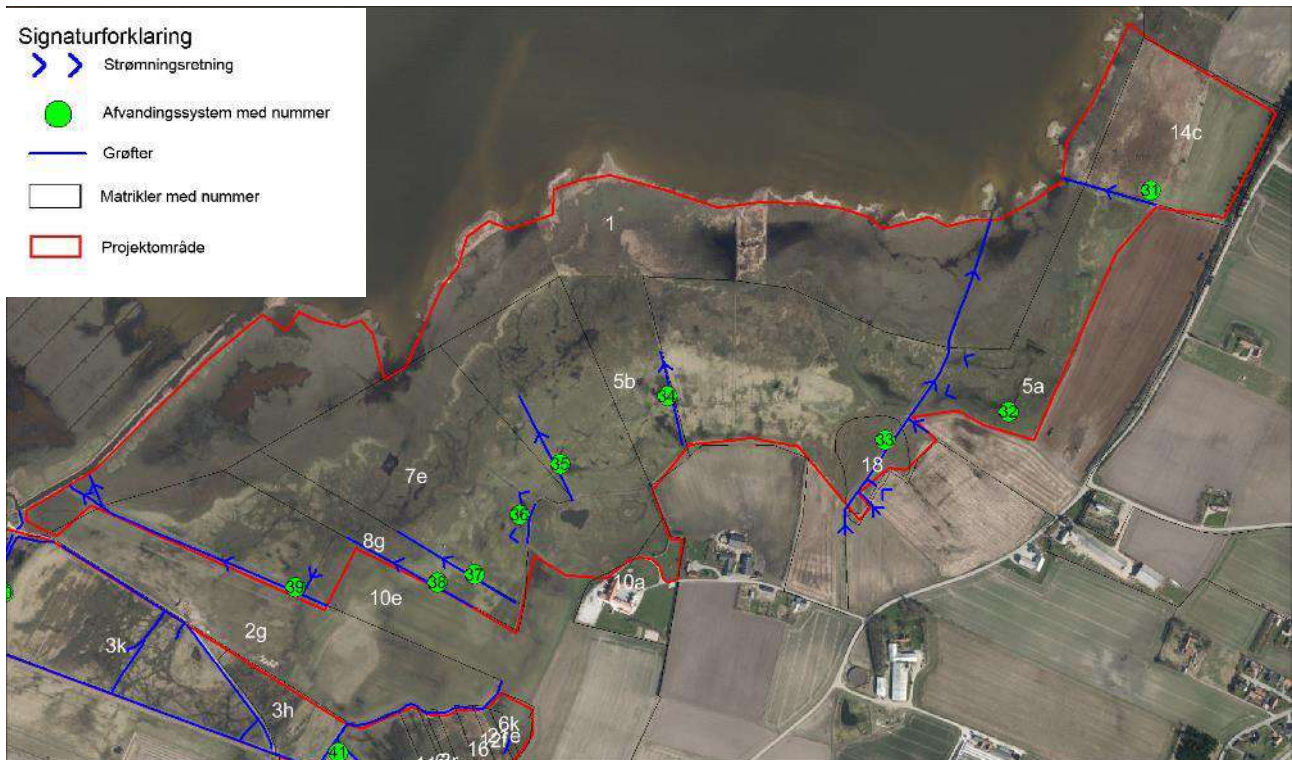 Signaturforklaring
Strømningsretning
Afvandingssystem med nummer
Grøfter
Matrikler med nummer
Projektområde
14c
31
1
5b
34
5a
32
33
18
7e
35
36
8g
37
38
10e
10a
39
2g
3k
3h
6k
16
41